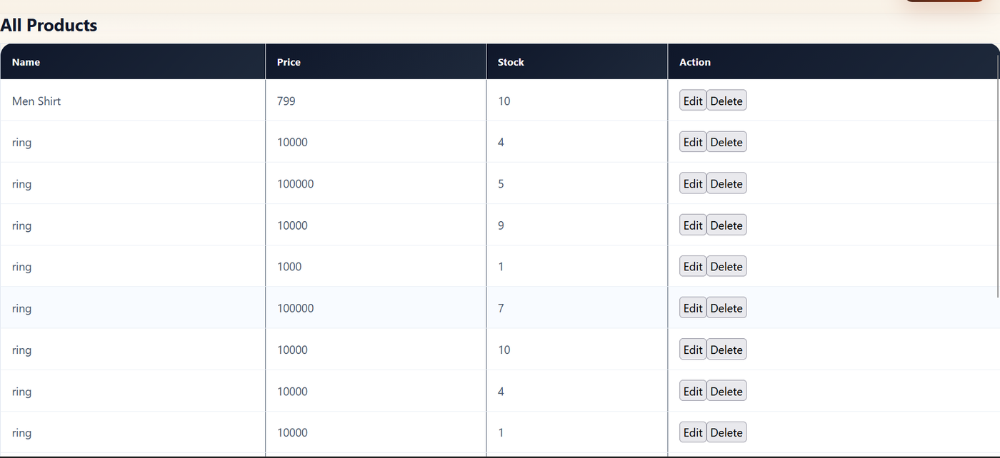 All Products
Name Price Stock Action
Men Shirt 799 10 Edit Delete
ring 10000 4 Edit Delete
ring 100000 5 Edit Delete
ring 10000 9 Edit Delete
ring 1000 1 Edit Delete
ring 100000 7 Edit Delete
ring 10000 10 Edit Delete
ring 10000 4 Edit Delete
ring 10000 1 Edit Delete